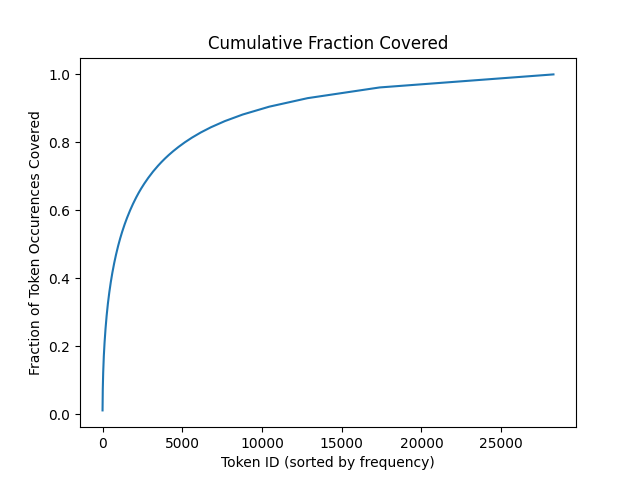 Cumulative Fraction Covered
1.0
0.8
0.6
0.4
0.2
0.0
Fraction of Token Occurences Covered
0 5000 10000 15000 20000 25000
Token ID (sorted by frequency)